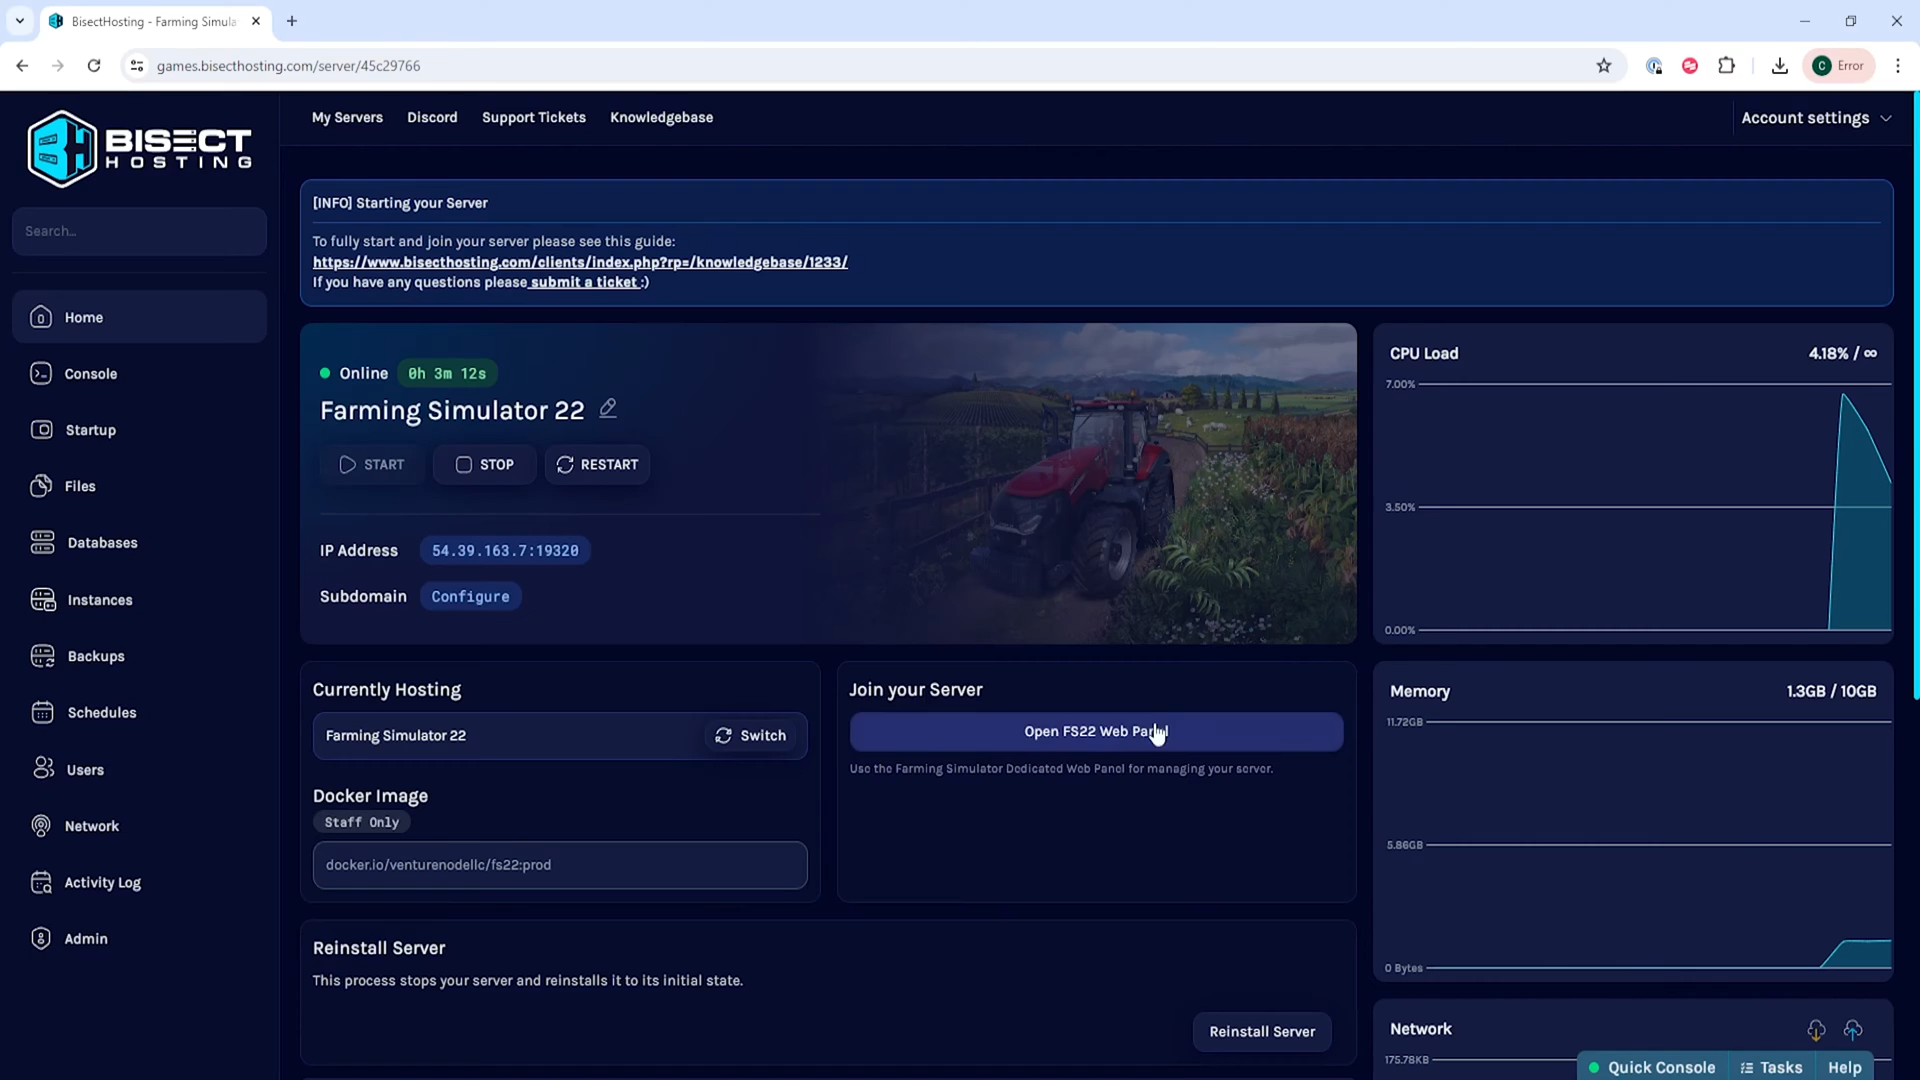 BisectHosting - Farming Simula
games.bisecthosting.com/server/45c29766
C Error
BISECT
HOSTING
My Servers
Discord
Support Tickets
Knowledgebase
Account settings
Search...
Home
Console
Startup
Files
Databases
Instances
Backups
Schedules
Users
Network
Activity Log
Admin
[INFO] Starting your Server
To fully start and join your server please see this guide:
https://www.bisecthosting.com/clients/index.php?rp=/knowledgebase/1233/
If you have any questions please submit a ticket :)
Online 0h 3m 12s
Farming Simulator 22
START
STOP
RESTART
IP Address 54.39.163.7:19320
Subdomain Configure
CPU Load 4.18% / ∞
7.00%
3.50%
0.00%
Currently Hosting
Farming Simulator 22 Switch
Docker Image
Staff Only
docker.io/venturenodellc/fs22:prod
Join your Server
Open FS22 Web Panel
Use the Farming Simulator Dedicated Web Panel for managing your server.
Memory 1.3GB / 10GB
11.72GB
5.86GB
0 Bytes
Reinstall Server
This process stops your server and reinstalls it to its initial state.
Reinstall Server
Network
175.78KB
Quick Console
Tasks
Help